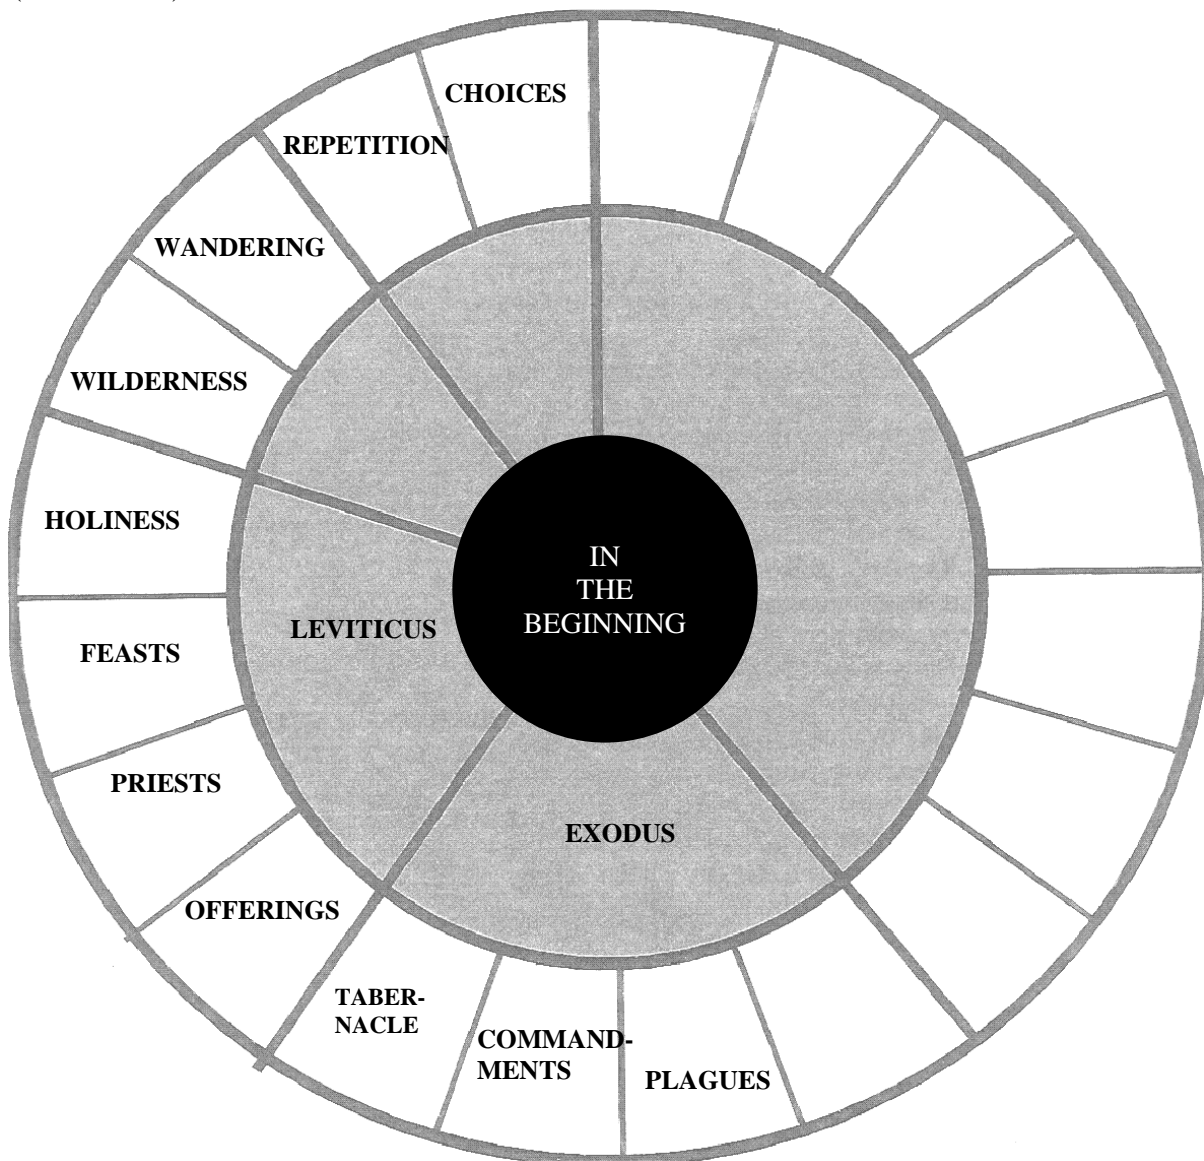 CHOICES
REPETITION
WANDERING
WILDERNESS
HOLINESS
FEASTS
PRIESTS
OFFERINGS
TABER-
NACLE
COMMAND-
MENTS
PLAGUES
LEVITICUS
EXODUS
IN
THE
BEGINNING